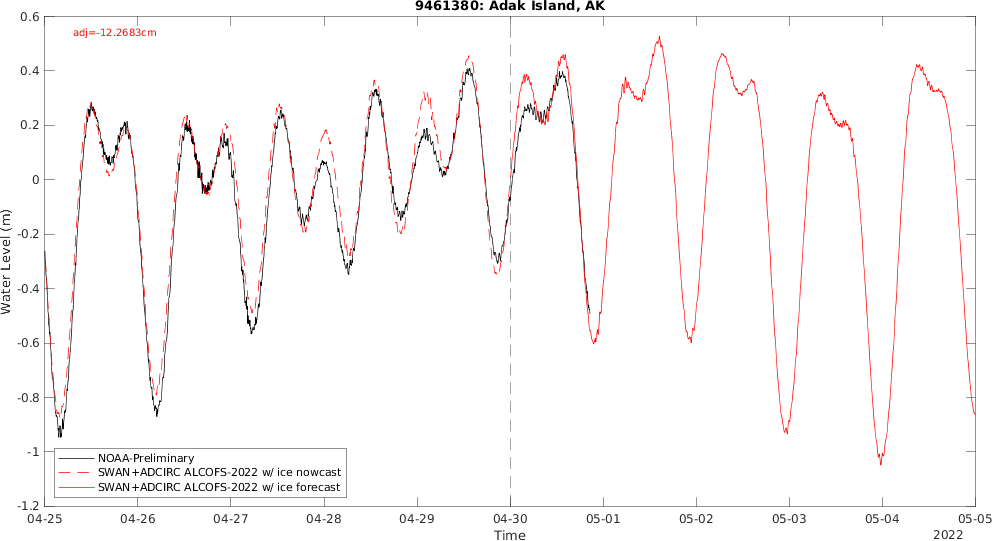 9461380: Adak Island, AK
adj=-12.2683cm
0.6
0.4
0.2
0
-0.2
-0.4
-0.6
-0.8
-1
-1.2
Water Level (m)
NOAA-Preliminary
SWAN+ADCIRC ALCOFS-2022 w/ ice nowcast
SWAN+ADCIRC ALCOFS-2022 w/ ice forecast
04-25 04-26 04-27 04-28 04-29 04-30 05-01 05-02 05-03 05-04 05-05
Time
2022